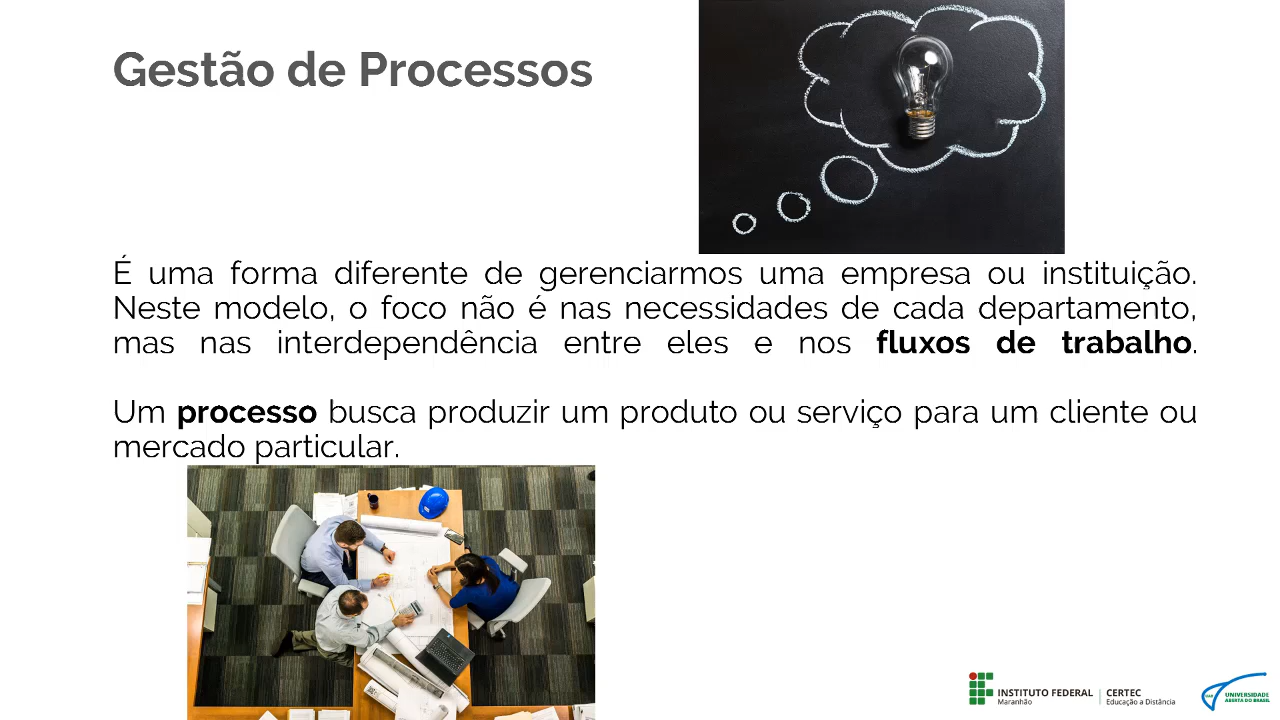 Gestão de Processos
É uma forma diferente de gerenciarmos uma empresa ou instituição.
Neste modelo, o foco não é nas necessidades de cada departamento,
mas nas interdependência entre eles e nos fluxos de trabalho.
Um processo busca produzir um produto ou serviço para um cliente ou
mercado particular.
INSTITUTO FEDERAL
Maranhão
CERTEC
Educação a Distância
UAB
UNIVERSIDADE
ABERTA DO BRASIL